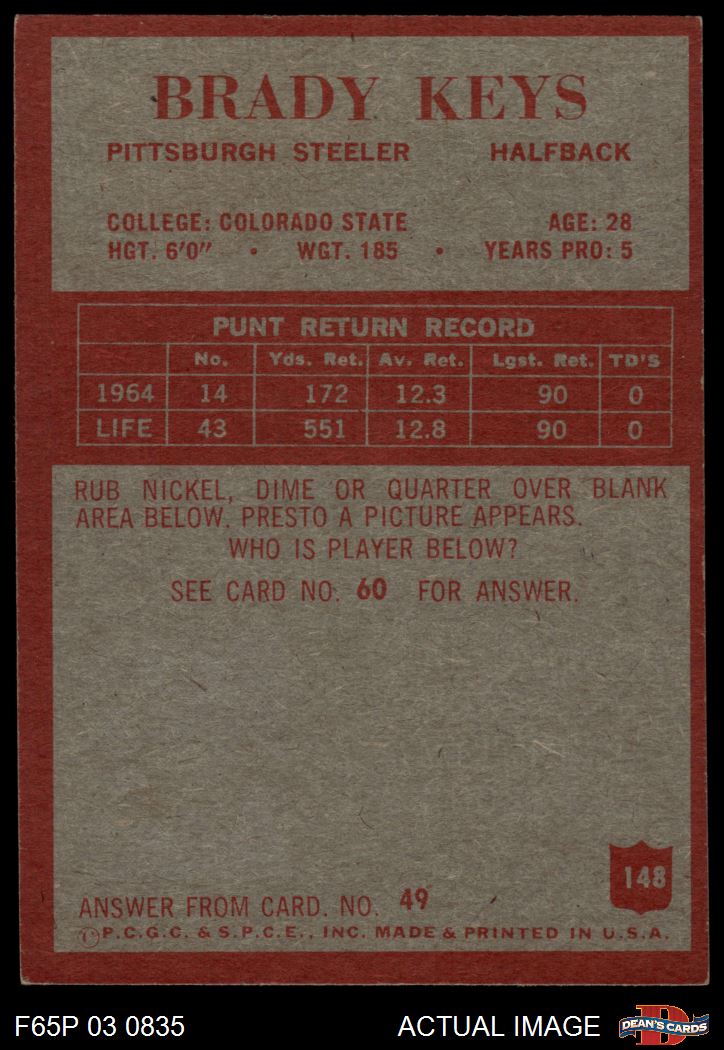 BRADY KEYS
PITTSBURGH STEELER HALFBACK
COLLEGE: COLORADO STATE AGE: 28
HGT. 6'0" • WGT. 185 • YEARS PRO: 5
PUNT RETURN RECORD
No. Yds. Ret. Av. Ret. Lgst. Ret. TD'S
1964 14 172 12.3 90 0
LIFE 43 551 12.8 90 0
RUB NICKEL, DIME OR QUARTER OVER BLANK
AREA BELOW. PRESTO A PICTURE APPEARS.
WHO IS PLAYER BELOW?
SEE CARD NO. 60 FOR ANSWER.
148
ANSWER FROM CARD. NO. 49
P.C.G.C. & S.P.C.E., INC. MADE & PRINTED IN U.S.A.
F65P 03 0835 ACTUAL IMAGE D DEAN'S CARDS